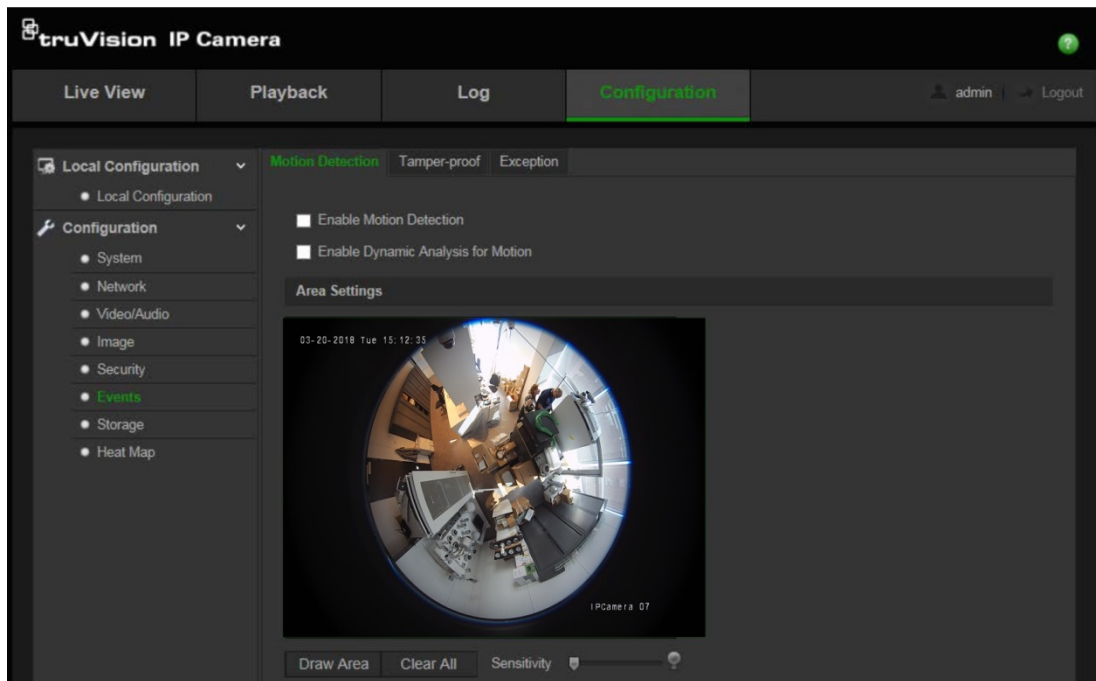 truVision IP Camera
?
Live View Playback Log Configuration admin Logout
Local Configuration
Local Configuration
Configuration
System
Network
Video/Audio
Image
Security
Events
Storage
Heat Map
Motion Detection Tamper-proof Exception
Enable Motion Detection
Enable Dynamic Analysis for Motion
Area Settings
03-20-2018 Tue 15:12:35
IPCamera 07
Draw Area Clear All Sensitivity